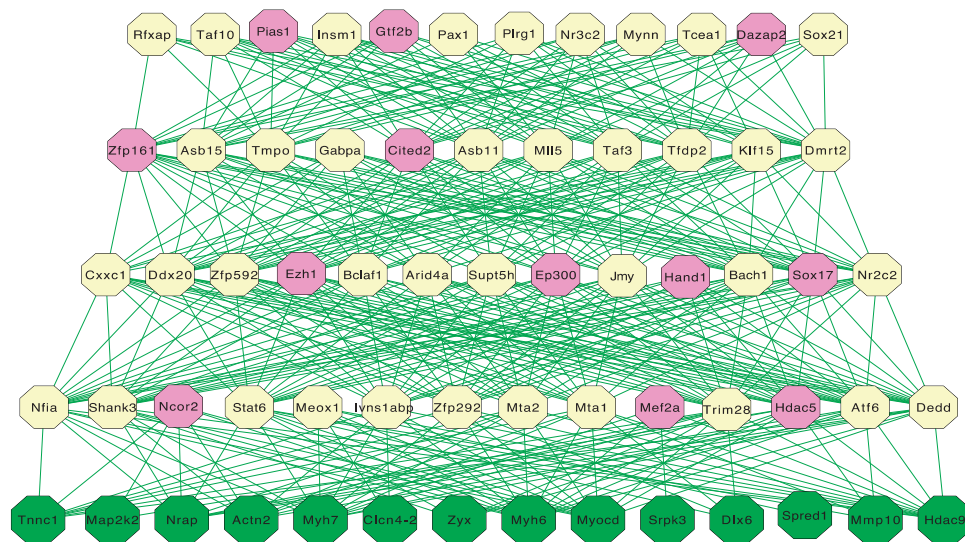 Rfxap Taf10 Pias1 Insm1 Gtf2b Pax1 Plrg1 Nr3c2 Mynn Tcea1 Dazap2 Sox21
Zfp161 Asb15 Tmpo Gabpa Cited2 Asb11 Mll5 Taf3 Tfdp2 Klf15 Dmrt2
Cxxc1 Ddx20 Zfp592 Ezh1 Bclaf1 Arid4a Supt5h Ep300 Jmy Hand1 Bach1 Sox17 Nr2c2
Nfia Shank3 Ncor2 Stat6 Meox1 Ivns1abp Zfp292 Mta2 Mta1 Mef2a Trim28 Hdac5 Atf6 Dedd
Tnnc1 Map2k2 Nrap Actn2 Myh7 Clcn4-2 Zyx Myh6 Myocd Srpk3 Dlx6 Spred1 Mmp10 Hdac9